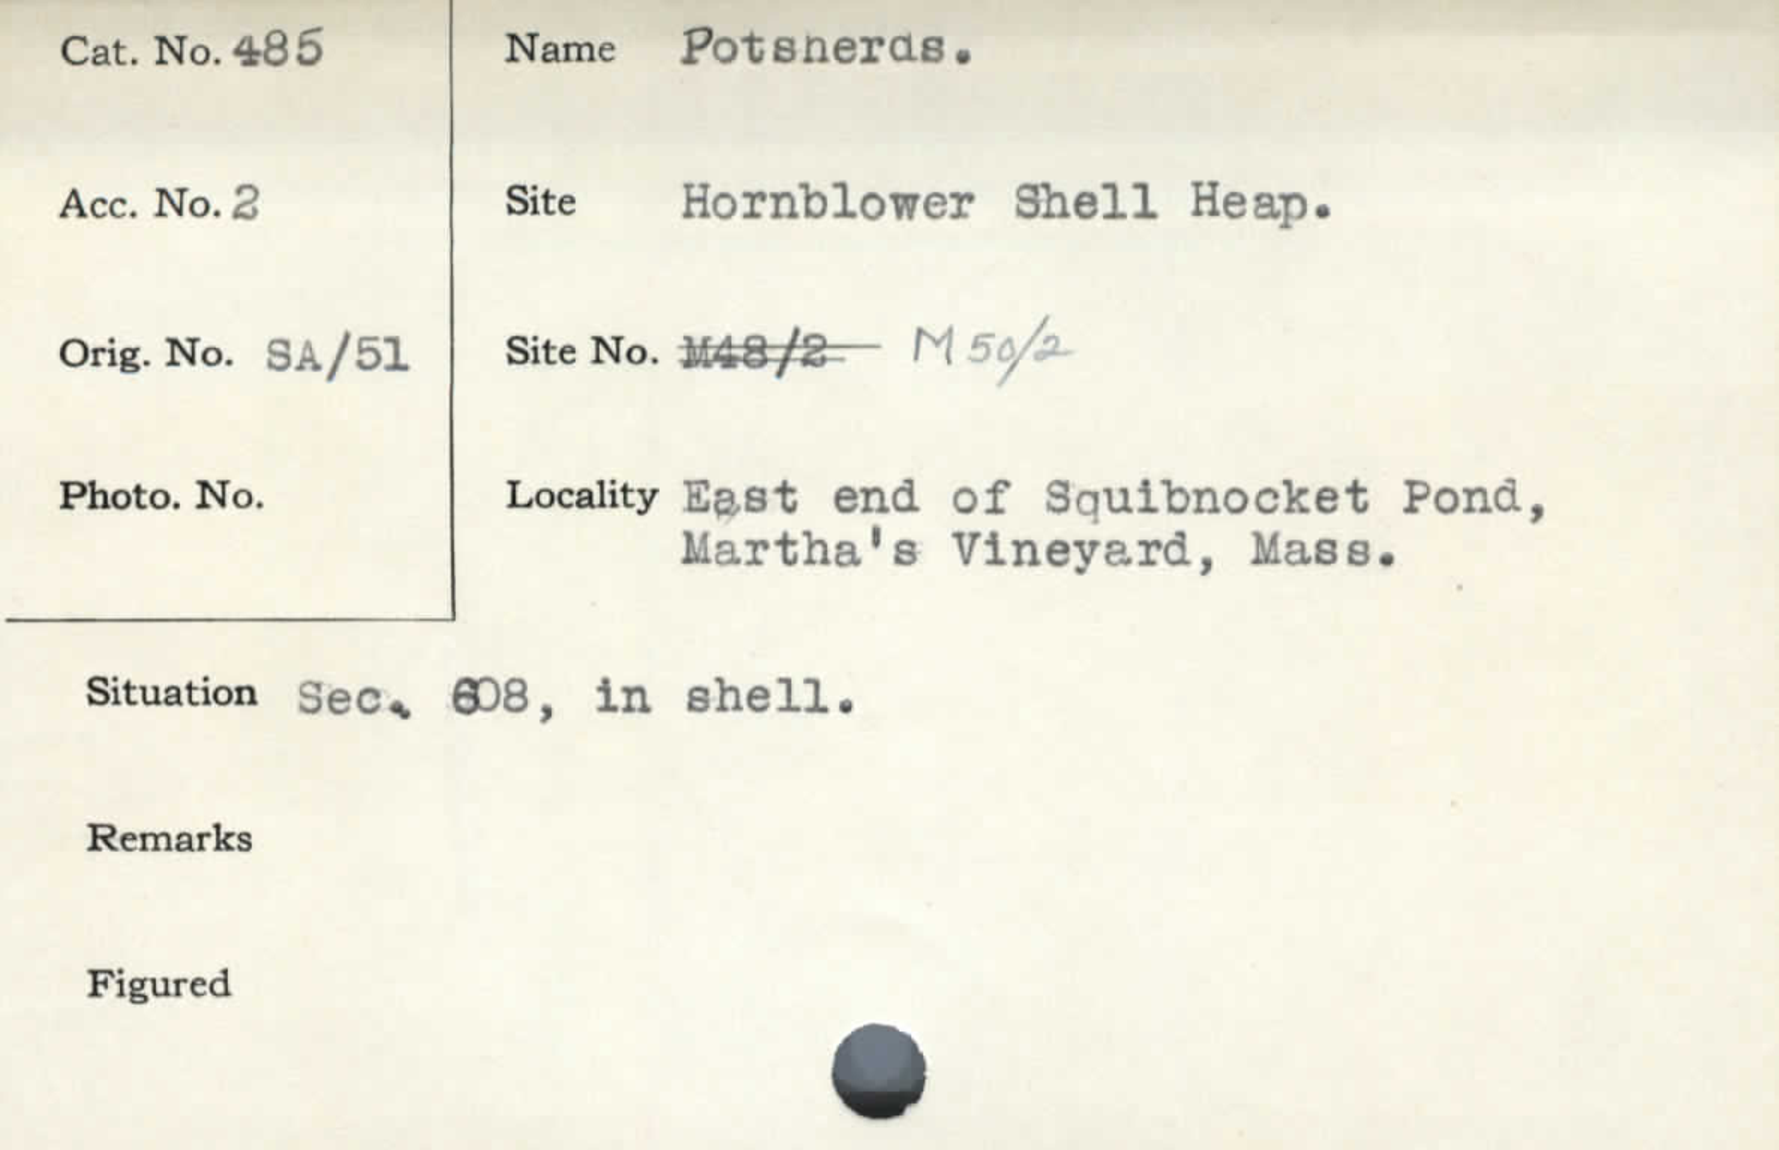 Cat. No. 485
Name Potsherds.
Acc. No. 2
Site Hornblower Shell Heap.
Orig. No. SA/51
Site No. M48/2 M50/2
Photo. No.
Locality East end of Squibnocket Pond,
Martha's Vineyard, Mass.
Situation Sec. 608, in shell.
Remarks
Figured